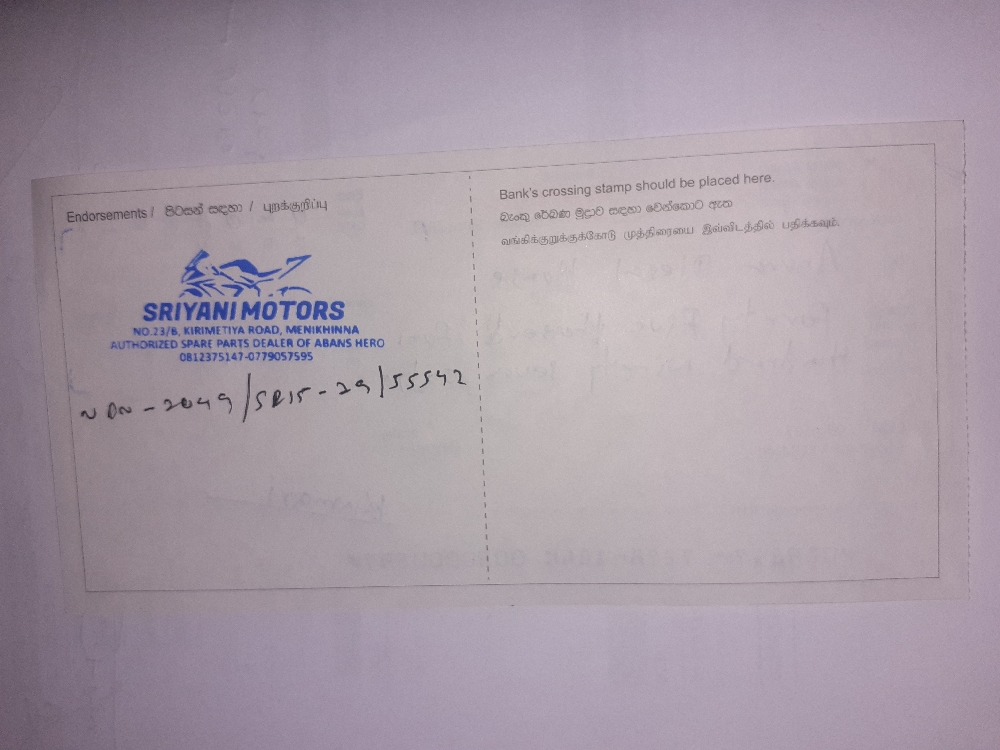 Endorsements / පිටසන් සඳහා / புறக்குறிப்பு
SRIYANI MOTORS
NO.23/B, KIRIMETIYA ROAD, MENIKHINNA
AUTHORIZED SPARE PARTS DEALER OF ABANS HERO
0812375147-0779057595
- 2049/SR15-29/55542
Bank's crossing stamp should be placed here.
බැංකු රේඛණ මුද්‍රාව සඳහා වෙන්කොට ඇත
வங்கிக்குறுக்குக்கோடு முத்திரையை இவ்விடத்தில் பதிக்கவும்.